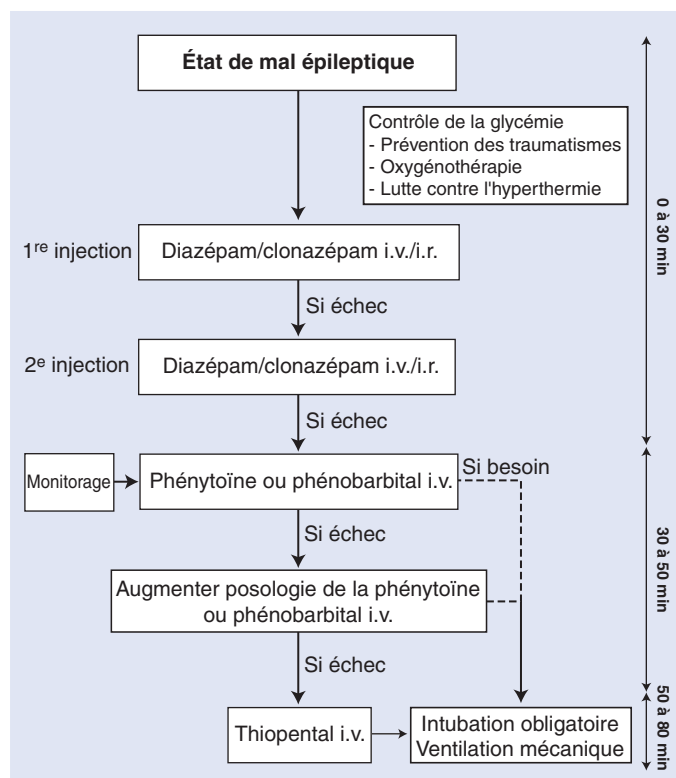 État de mal épileptique
Contrôle de la glycémie
- Prévention des traumatismes
- Oxygénothérapie
- Lutte contre l'hyperthermie
0 à 30 min
1re injection
Diazépam/clonazépam i.v./i.r.
Si échec
2e injection
Diazépam/clonazépam i.v./i.r.
Si échec
Monitorage
Phénytoïne ou phénobarbital i.v.
Si besoin
Si échec
30 à 50 min
Augmenter posologie de la phénytoïne
ou phénobarbital i.v.
Si échec
Thiopental i.v.
Intubation obligatoire
Ventilation mécanique
50 à 80 min